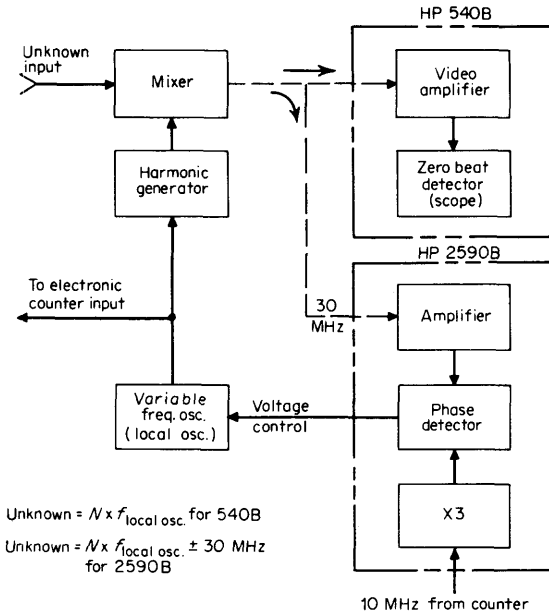 HP 540B
Unknown
input
Mixer
Video
amplifier
Harmonic
generator
Zero beat
detector
(scope)
HP 2590B
To electronic
counter input
30
MHz
Amplifier
Variable
freq. osc.
(local osc.)
Voltage
control
Phase
detector
Unknown = N x f local osc. for 540B
X3
Unknown = N x f local osc. ± 30 MHz
for 2590B
10 MHz from counter